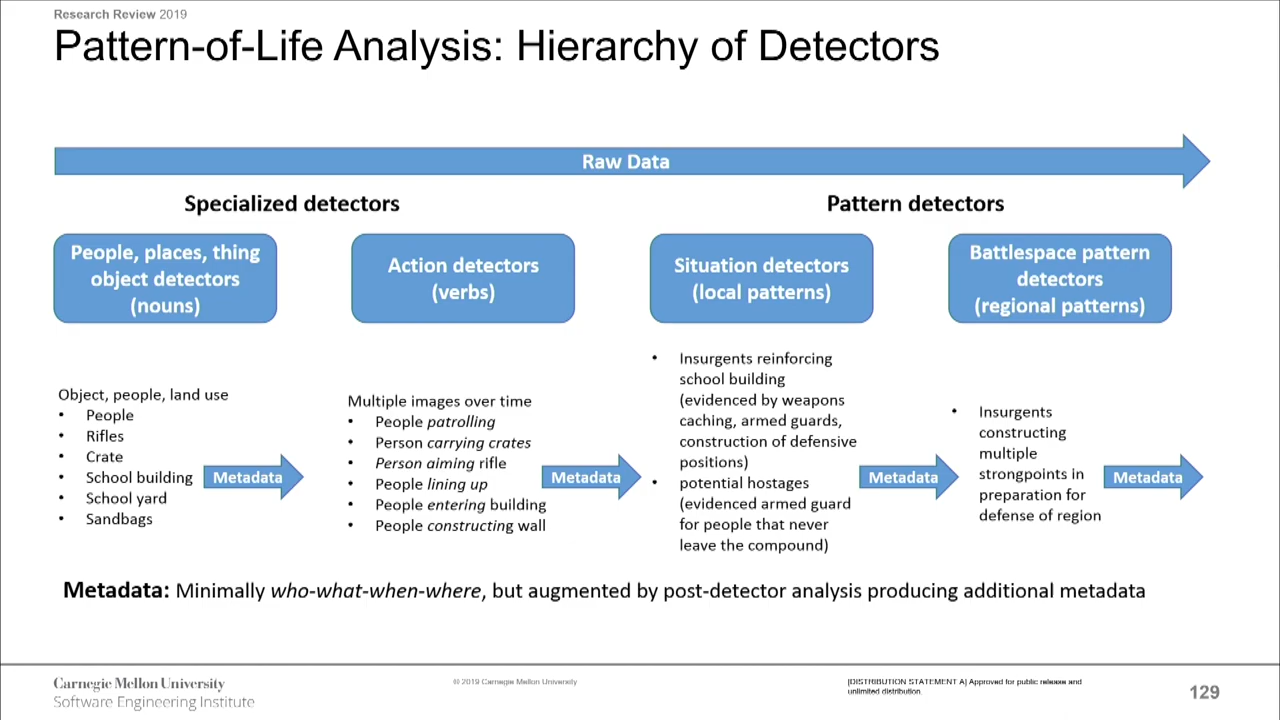 Research Review 2019
Pattern-of-Life Analysis: Hierarchy of Detectors
Raw Data
Specialized detectors
Pattern detectors
People, places, thing
object detectors
(nouns)
Action detectors
(verbs)
Situation detectors
(local patterns)
Battlespace pattern
detectors
(regional patterns)
Object, people, land use
• People
• Rifles
• Crate
• School building
• School yard
• Sandbags
Metadata
Multiple images over time
• People patrolling
• Person carrying crates
• Person aiming rifle
• People lining up
• People entering building
• People constructing wall
Metadata
• Insurgents reinforcing
school building
(evidenced by weapons
caching, armed guards,
construction of defensive
positions)
• potential hostages
(evidenced armed guard
for people that never
leave the compound)
Metadata
• Insurgents
constructing
multiple
strongpoints in
preparation for
defense of region
Metadata
Metadata: Minimally who-what-when-where, but augmented by post-detector analysis producing additional metadata
Carnegie Mellon University
Software Engineering Institute
© 2019 Carnegie Mellon University
[DISTRIBUTION STATEMENT A] Approved for public release and
unlimited distribution.
129